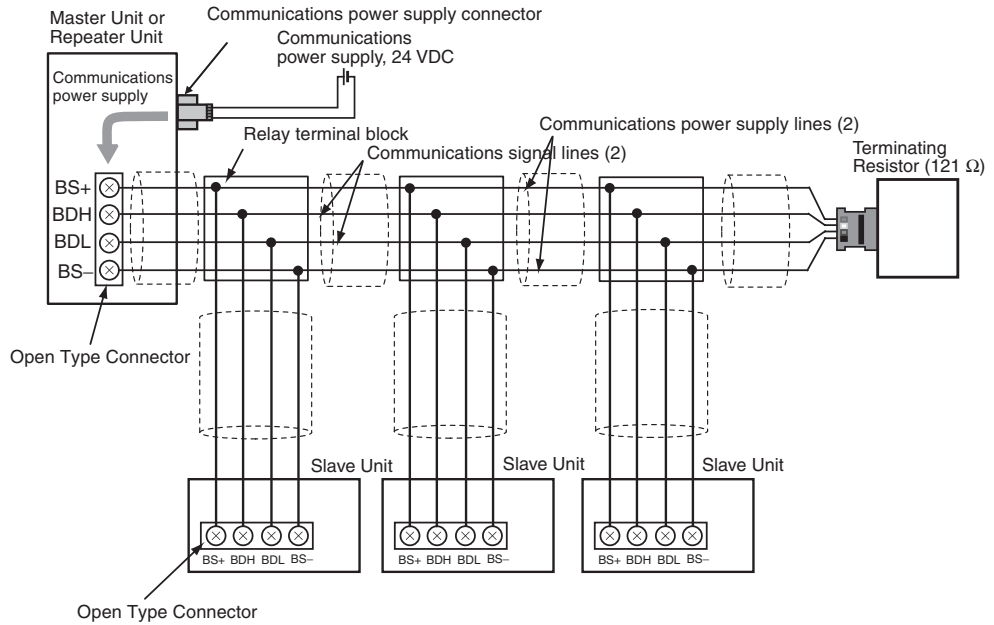 Communications power supply connector
Master Unit or
Repeater Unit
Communications
power supply, 24 VDC
Communications
power supply
Relay terminal block
Communications signal lines (2)
Communications power supply lines (2)
Terminating
Resistor (121 Ω)
BS+
BDH
BDL
BS–
Open Type Connector
Slave Unit
Slave Unit
Slave Unit
BS+ BDH BDL BS–
BS+ BDH BDL BS–
BS+ BDH BDL BS–
Open Type Connector